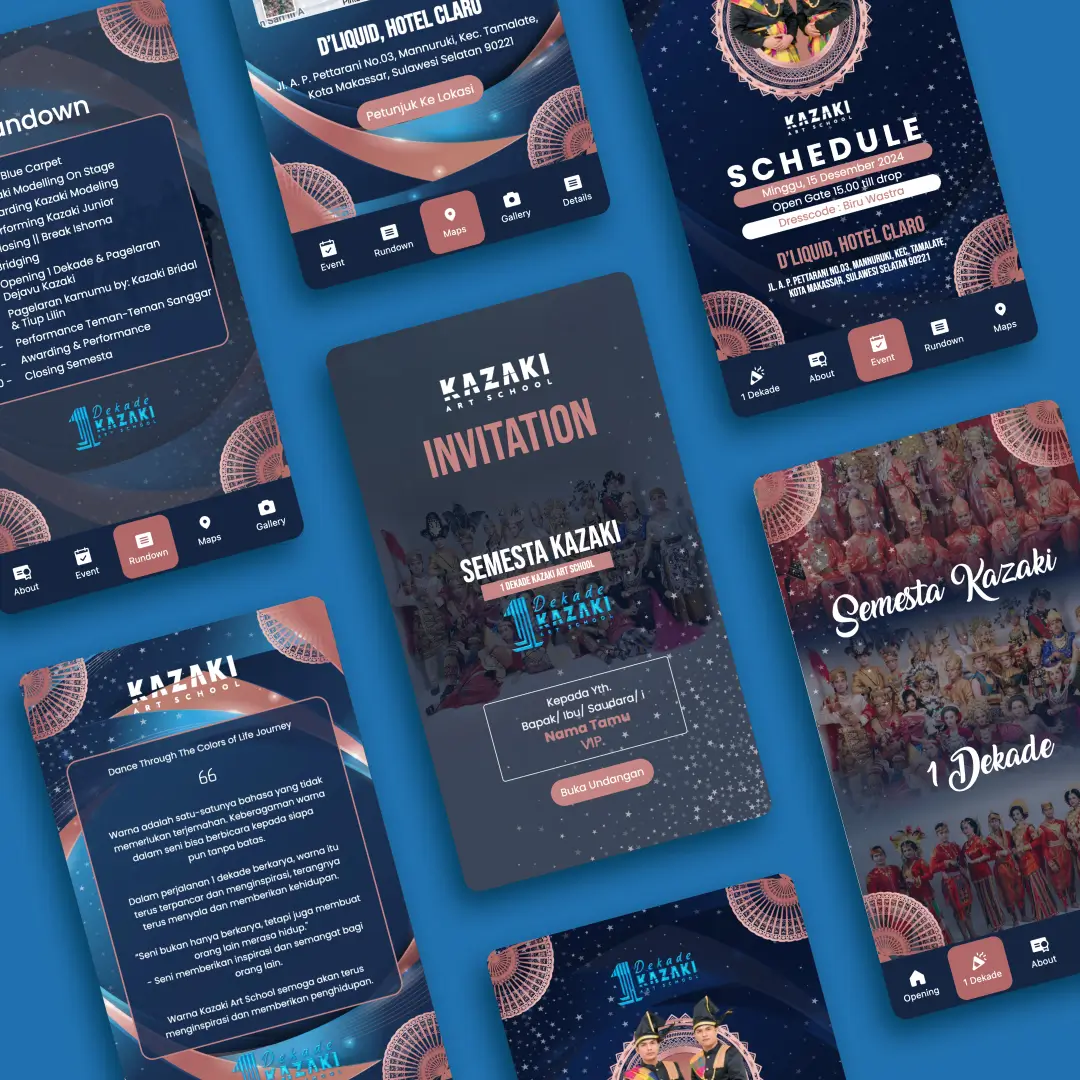 Rundown
Blue Carpet
Modelling On Stage
Kazaki Modeling
Kazaki Junior
|| Break Ishoma
Opening 1 Dekade & Pagelaran
Dejavu Kazaki
Pagelaran kamumu by: Kazaki Bridal
& Tiup Lilin
Performance Teman-Teman Sanggar
Awarding & Performance
Closing Semesta
1 Dekade
KAZAKI
ART SCHOOL
About
Event
Rundown
Maps
Gallery
D'LIQUID, HOTEL CLARO
Jl. A. P. Pettarani No.03, Mannuruki, Kec. Tamalate,
Kota Makassar, Sulawesi Selatan 90221
Petunjuk Ke Lokasi
Event
Rundown
Maps
Gallery
Details
KAZAKI
ART SCHOOL
SCHEDULE
Minggu, 15 Desember 2024
Open Gate 15.00 till drop
Dresscode : Biru Wastra
D'LIQUID, HOTEL CLARO
JL. A. P. PETTARANI NO.03, MANNURUKI, KEC. TAMALATE,
KOTA MAKASSAR, SULAWESI SELATAN 90221
1 Dekade
About
Event
Rundown
Maps
KAZAKI
ART SCHOOL
INVITATION
SEMESTA KAZAKI
1 DEKADE KAZAKI ART SCHOOL
1 Dekade
KAZAKI
ART SCHOOL
Kepada Yth.
Bapak/ Ibu/ Saudara/ i
Nama Tamu
VIP
Buka Undangan
Semesta Kazaki
1 Dekade
Opening
1 Dekade
About
KAZAKI
ART SCHOOL
Dance Through The Colors of Life Journey
Warna adalah satu-satunya bahasa yang tidak
memerlukan terjemahan. Keberagaman warna
dalam seni bisa berbicara kepada siapa
pun tanpa batas.
Dalam perjalanan 1 dekade berkarya, warna itu
terus terpancar dan menginspirasi, terangnya
terus menyala dan memberikan kehidupan.
"Seni bukan hanya berkarya, tetapi juga membuat
orang lain merasa hidup."
- Seni memberikan inspirasi dan semangat bagi
orang lain.
Warna Kazaki Art School semoga akan terus
menginspirasi dan memberikan penghidupan.
1 Dekade
KAZAKI
ART SCHOOL
1 Dekade
KAZAKI
ART SCHOOL